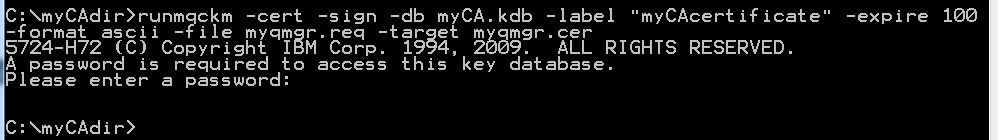 C:\myCAdir>runmqckm -cert -sign -db myCA.kdb -label "myCAcertificate" -expire 100
-format ascii -file myqmgr.req -target myqmgr.cer
5724-H72 (C) Copyright IBM Corp. 1994, 2009.  ALL RIGHTS RESERVED.
A password is required to access this key database.
Please enter a password:
C:\myCAdir>